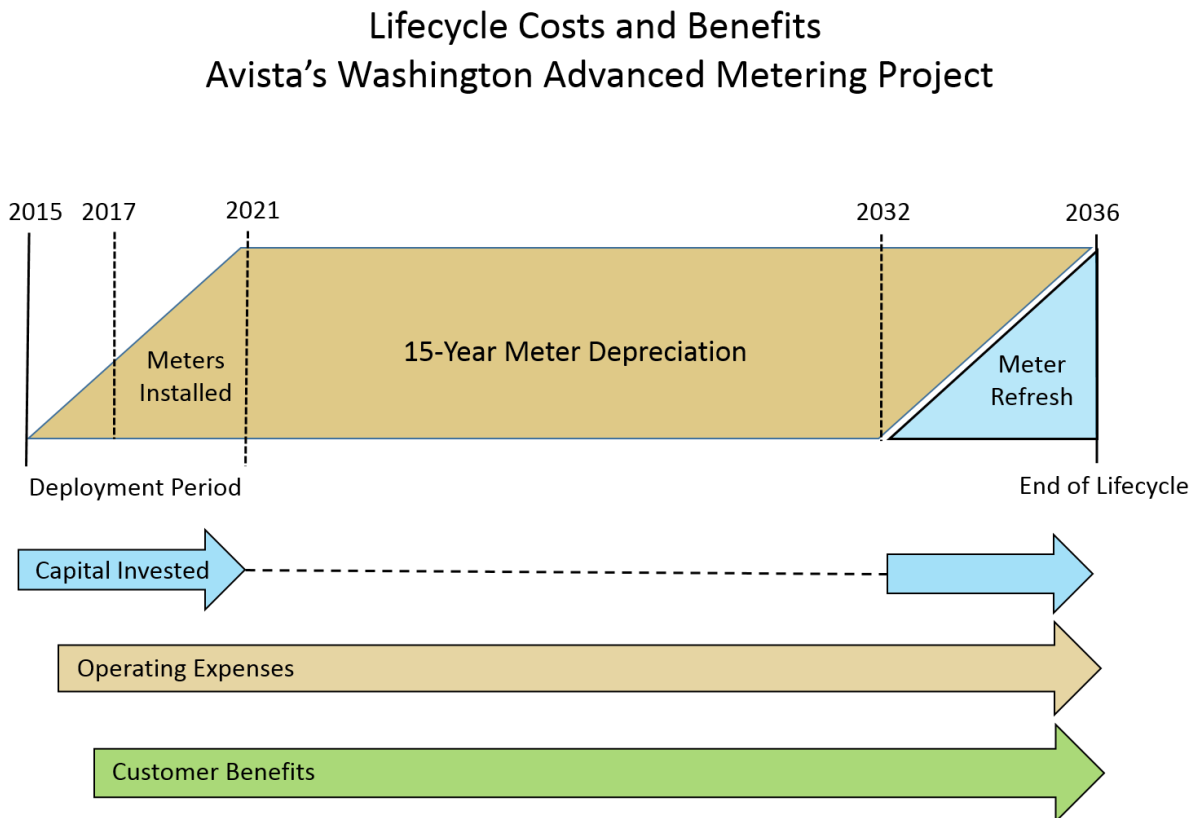 Lifecycle Costs and Benefits
Avista’s Washington Advanced Metering Project
2015 2017 2021 2032 2036
Meters
Installed
15-Year Meter Depreciation
Meter
Refresh
Deployment Period
End of Lifecycle
Capital Invested
Operating Expenses
Customer Benefits